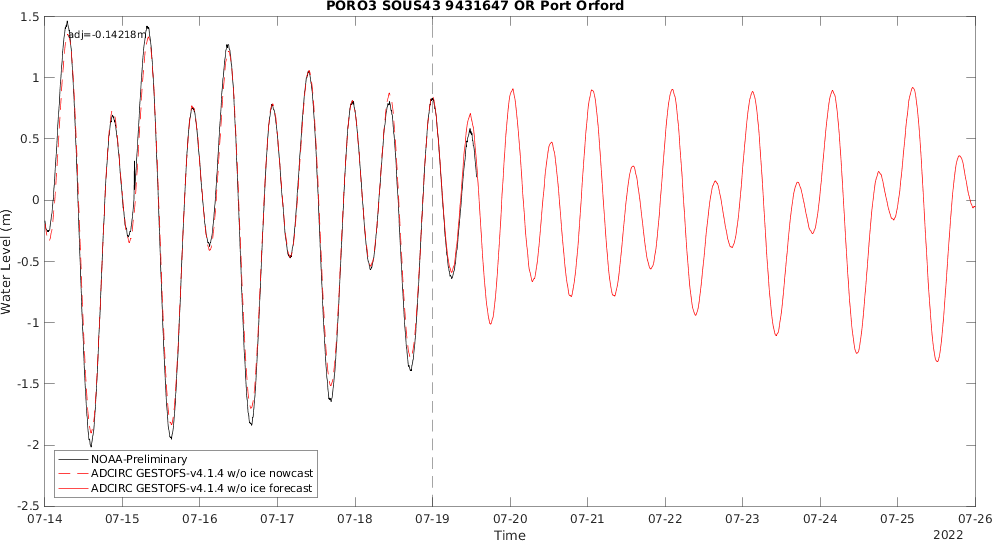 PORO3 SOUS43 9431647 OR Port Orford
adj=-0.14218m
1.5
1
0.5
0
-0.5
-1
-1.5
-2
-2.5
Water Level (m)
NOAA-Preliminary
ADCIRC GESTOFS-v4.1.4 w/o ice nowcast
ADCIRC GESTOFS-v4.1.4 w/o ice forecast
07-14 07-15 07-16 07-17 07-18 07-19 07-20 07-21 07-22 07-23 07-24 07-25 07-26
Time
2022